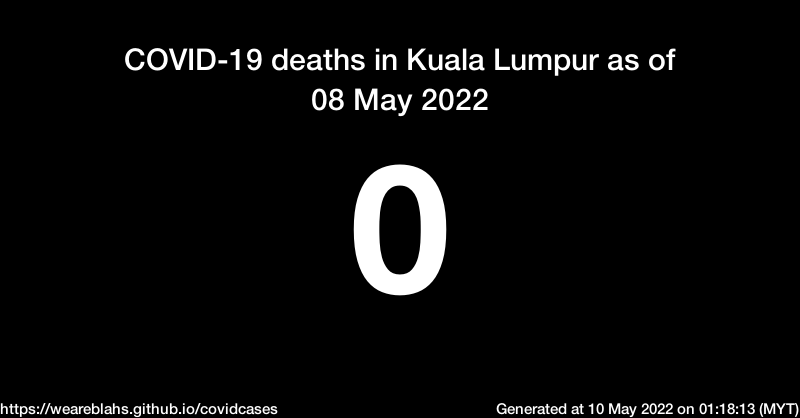 COVID-19 deaths in Kuala Lumpur as of
08 May 2022
0
https://weareblahs.github.io/covidcases
Generated at 10 May 2022 on 01:18:13 (MYT)